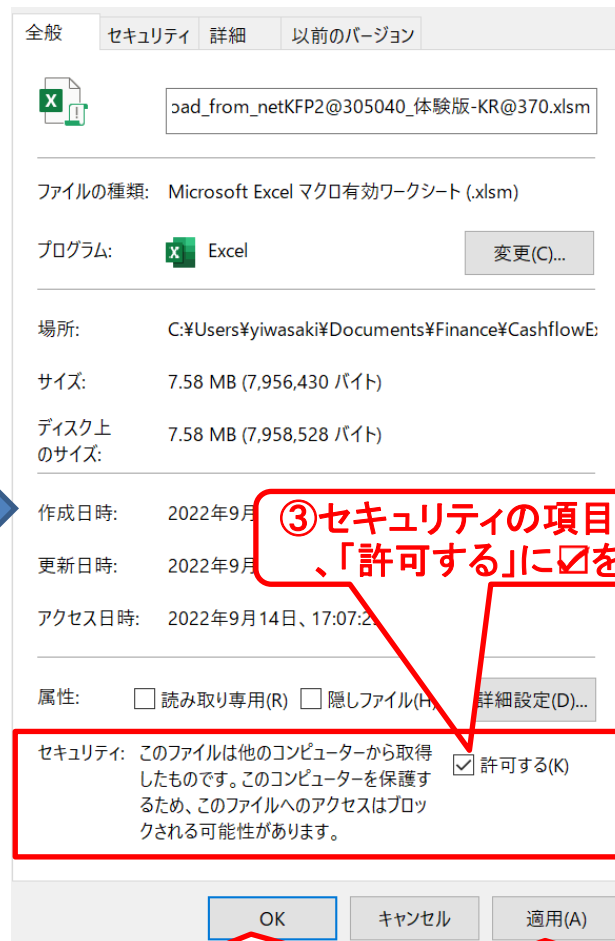 全般 セキュリティ 詳細 以前のバージョン
oad_from_netKFP2@305040_体験版-KR@370.xlsm
ファイルの種類: Microsoft Excel マクロ有効ワークシート (.xlsm)
プログラム: Excel 変更(C)...
場所: C:¥Users¥yiwasaki¥Documents¥Finance¥CashflowE
サイズ: 7.58 MB (7,956,430 バイト)
ディスク上
のサイズ: 7.58 MB (7,958,528 バイト)
作成日時: 2022年9月
③セキュリティの項目
、「許可する」に☑を
更新日時: 2022年9月
アクセス日時: 2022年9月14日、17:07:2
属性: 読み取り専用(R) 隠しファイル(H) 詳細設定(D)...
セキュリティ: このファイルは他のコンピューターから取得
したものです。このコンピューターを保護す
るため、このファイルへのアクセスはブロッ
クされる可能性があります。
許可する(K)
OK キャンセル 適用(A)